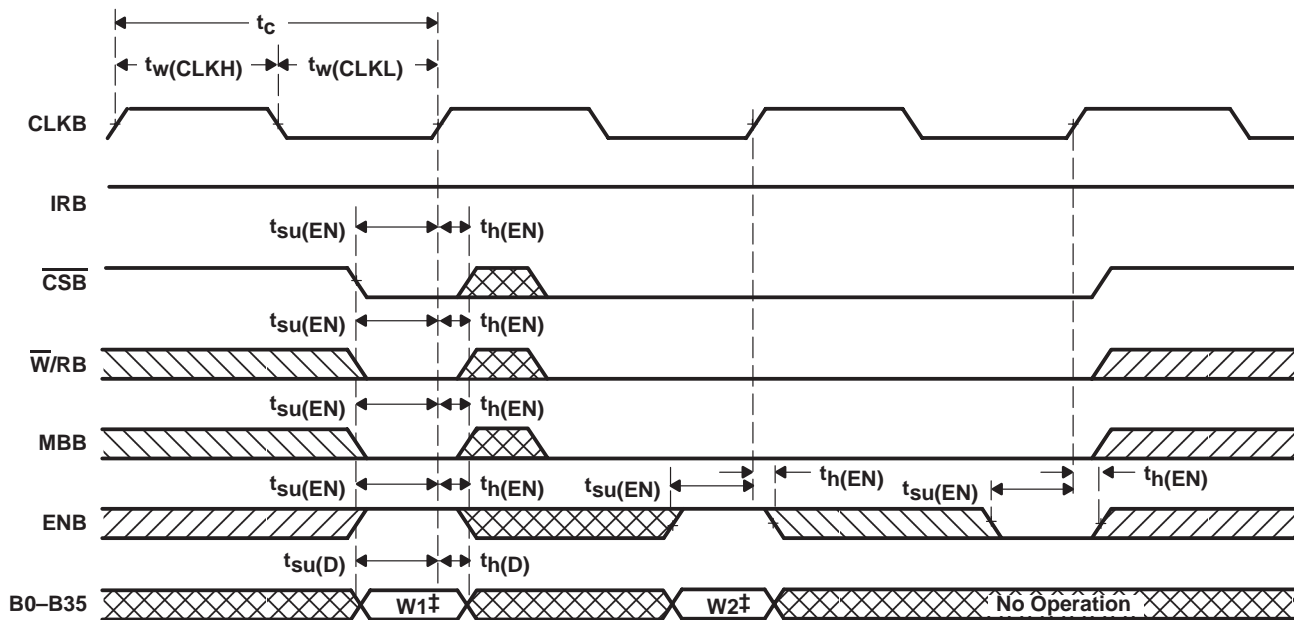 tc
tw(CLKH) tw(CLKL)
CLKB
IRB
tsu(EN) th(EN)
CSB
tsu(EN) th(EN)
W/RB
tsu(EN) th(EN)
MBB
tsu(EN) th(EN) tsu(EN) th(EN) tsu(EN) th(EN)
ENB
tsu(D) th(D)
B0–B35 W1‡ W2‡ No Operation